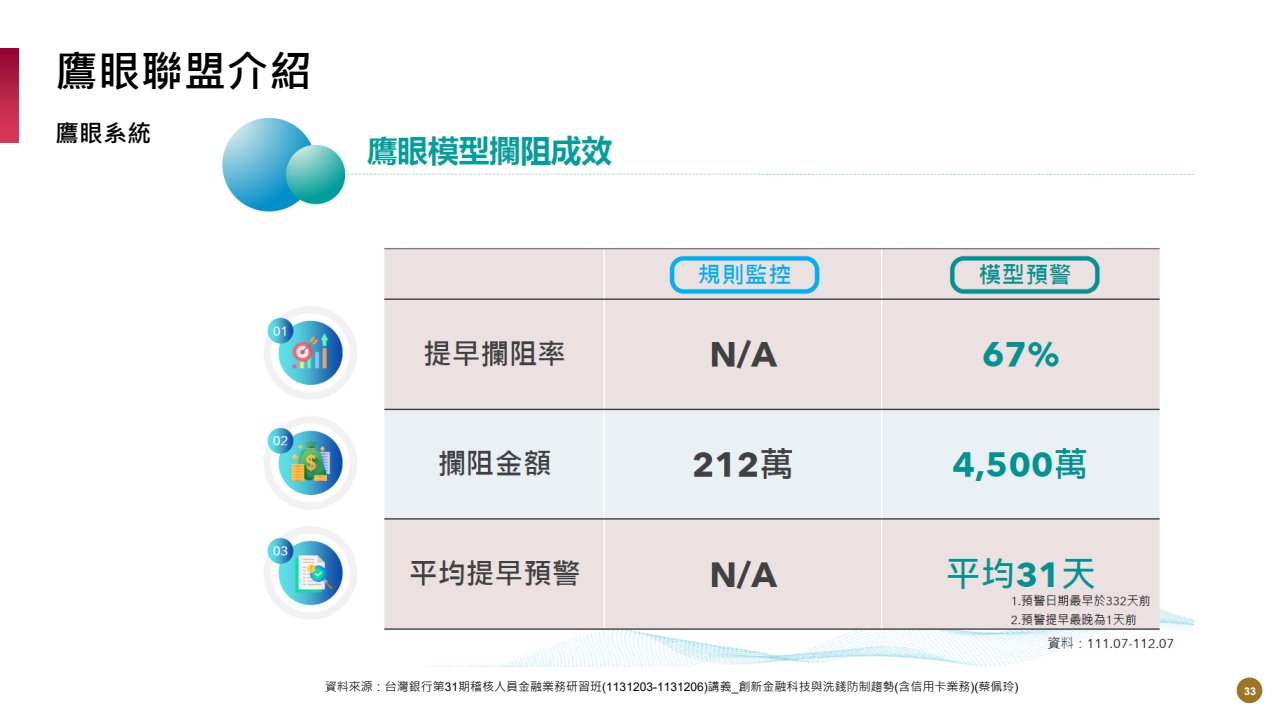 鷹眼聯盟介紹
鷹眼系統
鷹眼模型攔阻成效
規則監控 模型預警
01
提早攔阻率 N/A 67%
02
攔阻金額 212萬 4,500萬
03
平均提早預警 N/A 平均31天
1.預警日期最早於332天前
2.預警提早最晚為1天前
資料：111.07-112.07
資料來源：台灣銀行第31期稽核人員金融業務研習班(1131203-1131206)講義_創新金融科技與洗錢防制趨勢(含信用卡業務)(蔡佩玲)
33